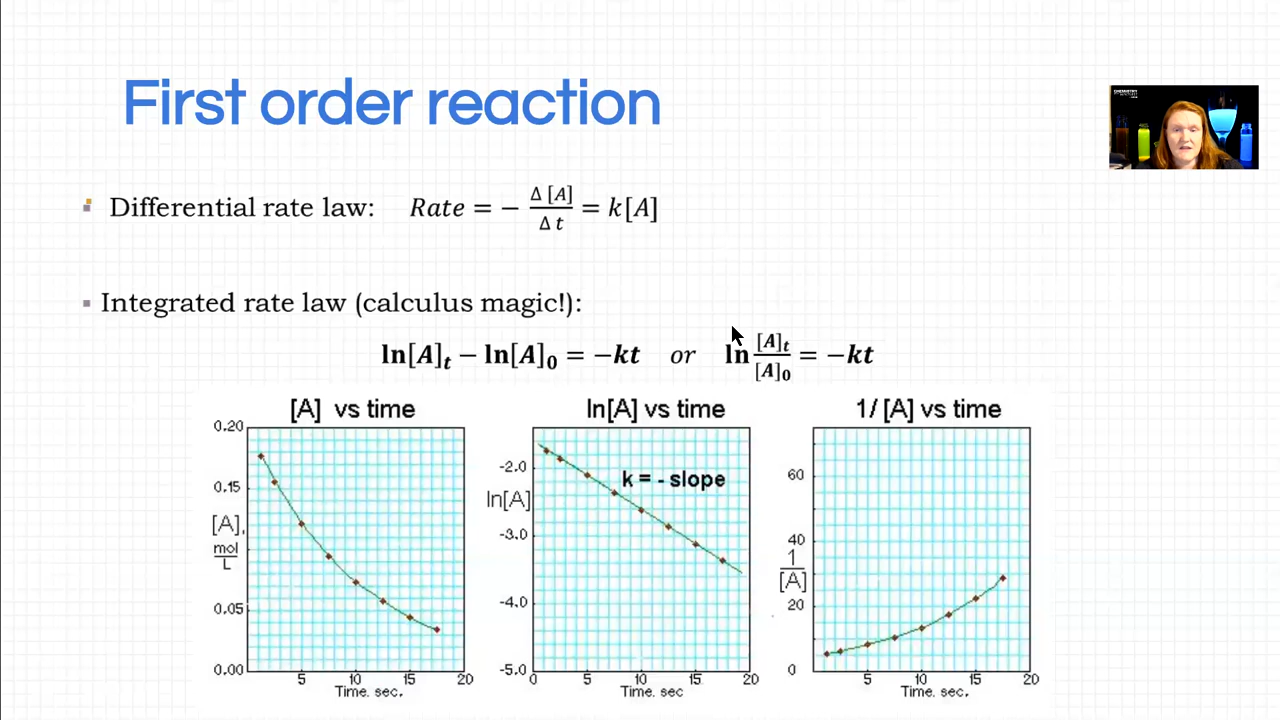 First order reaction
CHEMISTRY
▪ Differential rate law: Rate = − Δ [A] / Δ t = k[A]
▪ Integrated rate law (calculus magic!):
ln[A]t − ln[A]0 = −kt or ln [A]t / [A]0 = −kt
[A] vs time
0.20
0.15
[A],
mol
L
0.05
0.00
5 10 15 20
Time. sec.
ln[A] vs time
k = - slope
-2.0
ln[A]
-3.0
-4.0
-5.0
0 5 10 15 20
Time. sec
1/ [A] vs time
60
40
1
[A]
20
0
5 10 15 20
Time. sec.